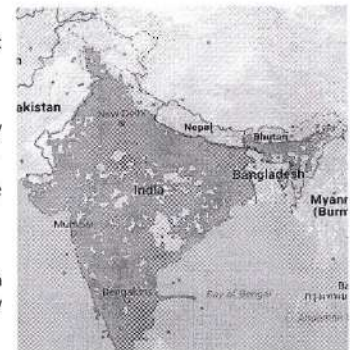 akistan
New Delhi
Nepal
Bhutan
Bangladesh
India
Mumbai
Myanm
(Burm
Bengaluru
Bay of Bengal